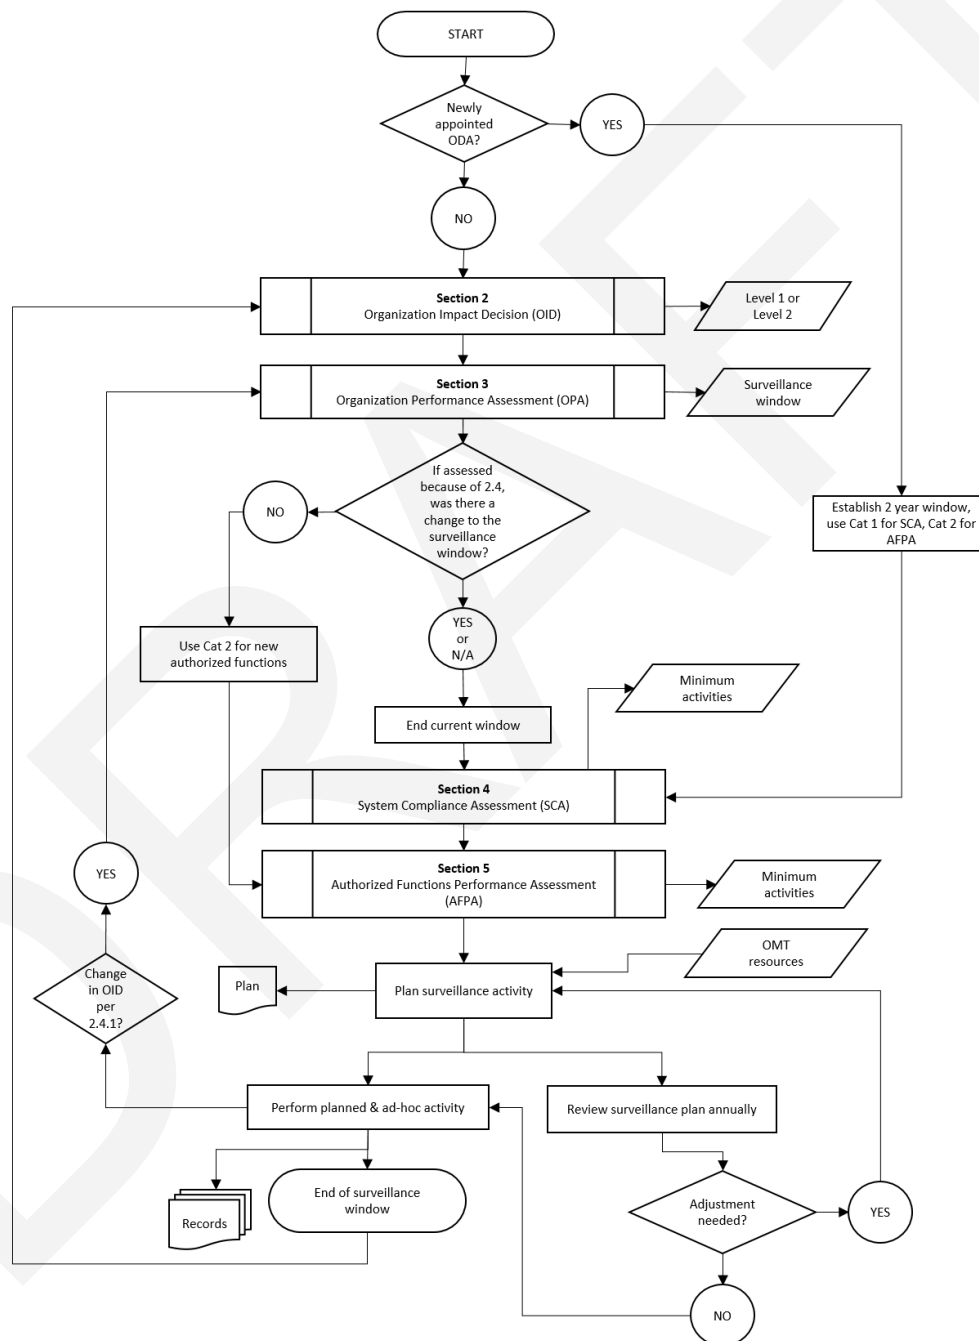 START
Newly
appointed
ODA?
YES
NO
Section 2
Organization Impact Decision (OID)
Level 1 or
Level 2
Section 3
Organization Performance Assessment (OPA)
Surveillance
window
If assessed
because of 2.4,
was there a
change to the
surveillance
window?
NO
Establish 2 year window,
use Cat 1 for SCA, Cat 2 for
AFPA
YES
or
N/A
Use Cat 2 for new
authorized functions
Minimum
activities
End current window
Section 4
System Compliance Assessment (SCA)
Section 5
Authorized Functions Performance Assessment
(AFPA)
Minimum
activities
YES
OMT
resources
Change
in OID
per
2.4.1?
Plan
Plan surveillance activity
Perform planned & ad-hoc activity
Review surveillance plan annually
End of surveillance
window
Records
Adjustment
needed?
YES
NO
DRAFT